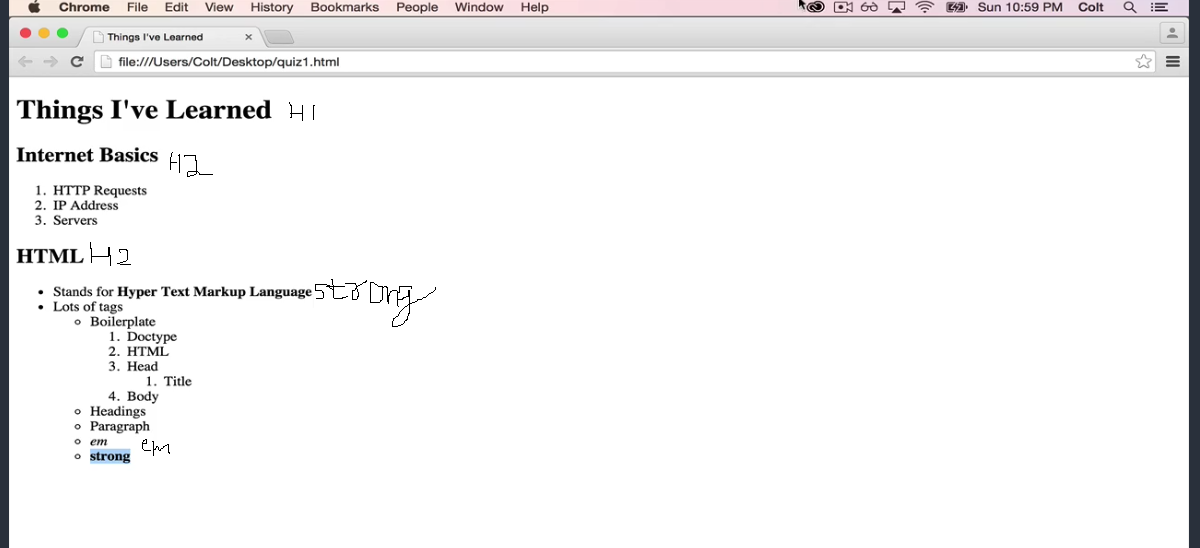 Chrome File Edit View History Bookmarks People Window Help Sun 10:59 PM Colt
Things I've Learned
file:///Users/Colt/Desktop/quiz1.html
Things I've Learned H1
Internet Basics H2
1. HTTP Requests
2. IP Address
3. Servers
HTML H2
• Stands for Hyper Text Markup Language strong
• Lots of tags
○ Boilerplate
1. Doctype
2. HTML
3. Head
1. Title
4. Body
○ Headings
○ Paragraph
○ em em
○ strong